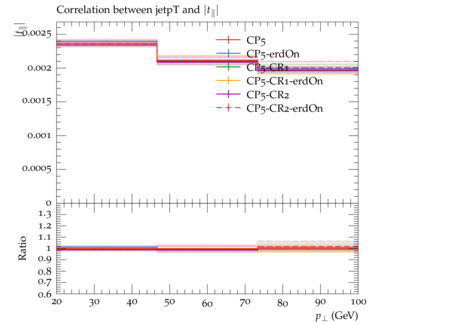 Correlation between jetpT and |t∥|
|t∥|
0.0025
0.002
0.0015
0.001
0.0005
0
CP5
CP5-erdOn
CP5-CR1
CP5-CR1-erdOn
CP5-CR2
CP5-CR2-erdOn
Ratio
1.3
1.2
1.1
1
0.9
0.8
0.7
0.6
20 30 40 50 60 70 80 90 100
p⊥ (GeV)